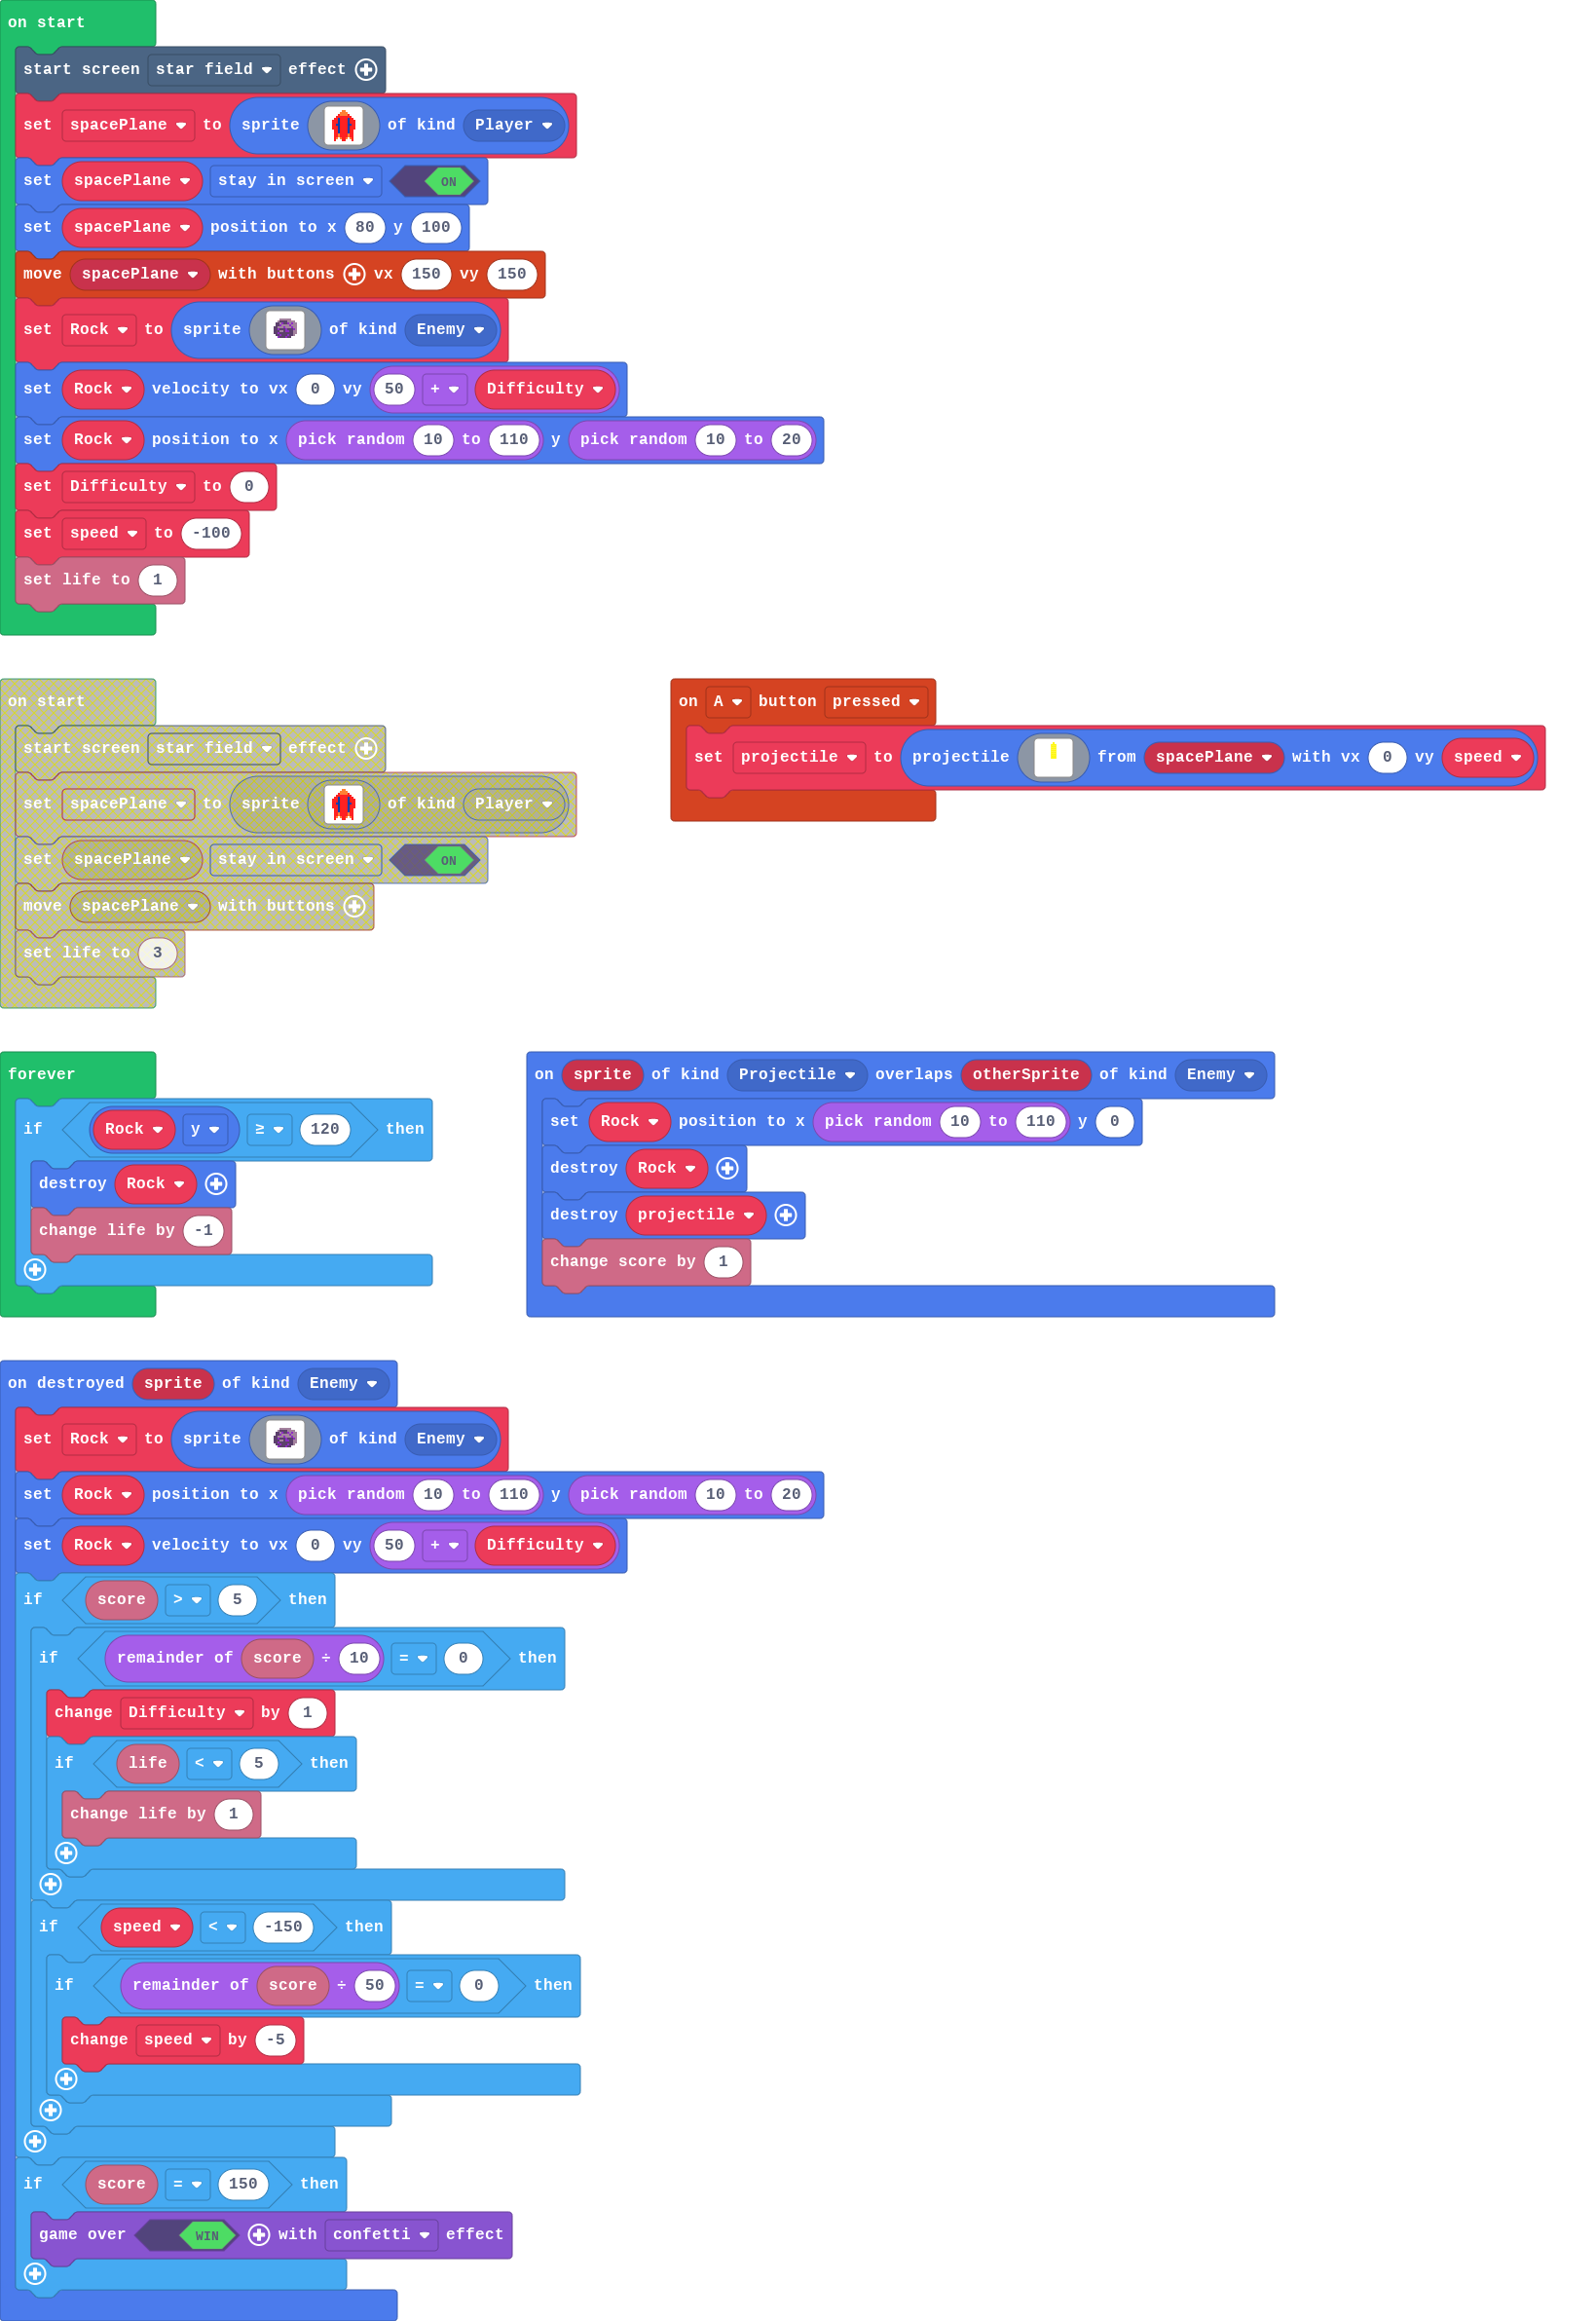 on start
start screen star field effect
set spacePlane to sprite of kind Player
set spacePlane stay in screen ON
set spacePlane position to x 80 y 100
move spacePlane with buttons vx 150 vy 150
set Rock to sprite of kind Enemy
set Rock velocity to vx 0 vy 50 + Difficulty
set Rock position to x pick random 10 to 110 y pick random 10 to 20
set Difficulty to 0
set speed to -100
set life to 1
on start
start screen star field effect
set spacePlane to sprite of kind Player
set spacePlane stay in screen ON
move spacePlane with buttons
set life to 3
on A button pressed
set projectile to projectile from spacePlane with vx 0 vy speed
forever
if Rock y ≥ 120 then
destroy Rock
change life by -1
on sprite of kind Projectile overlaps otherSprite of kind Enemy
set Rock position to x pick random 10 to 110 y 0
destroy Rock
destroy projectile
change score by 1
on destroyed sprite of kind Enemy
set Rock to sprite of kind Enemy
set Rock position to x pick random 10 to 110 y pick random 10 to 20
set Rock velocity to vx 0 vy 50 + Difficulty
if score > 5 then
if remainder of score ÷ 10 = 0 then
change Difficulty by 1
if life < 5 then
change life by 1
if speed < -150 then
if remainder of score ÷ 50 = 0 then
change speed by -5
if score = 150 then
game over WIN with confetti effect